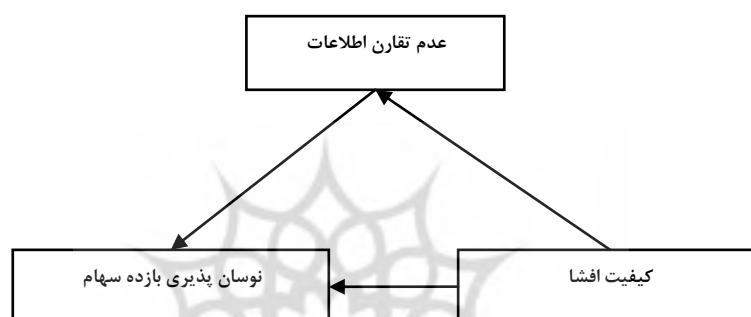 عدم تقارن اطلاعات
کیفیت افشا
نوسان پذیری بازده سهام